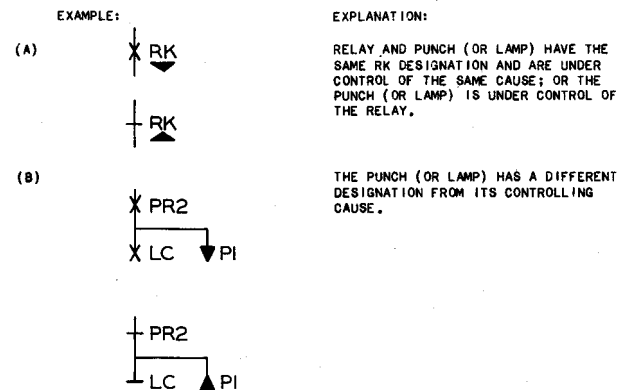 EXAMPLE: EXPLANATION:
(A) RK RELAY AND PUNCH (OR LAMP) HAVE THE
SAME RK DESIGNATION AND ARE UNDER
CONTROL OF THE SAME CAUSE; OR THE
PUNCH (OR LAMP) IS UNDER CONTROL OF
THE RELAY.
RK
(B) THE PUNCH (OR LAMP) HAS A DIFFERENT
DESIGNATION FROM ITS CONTROLLING
CAUSE.
PR2
LC PI
PR2
LC PI